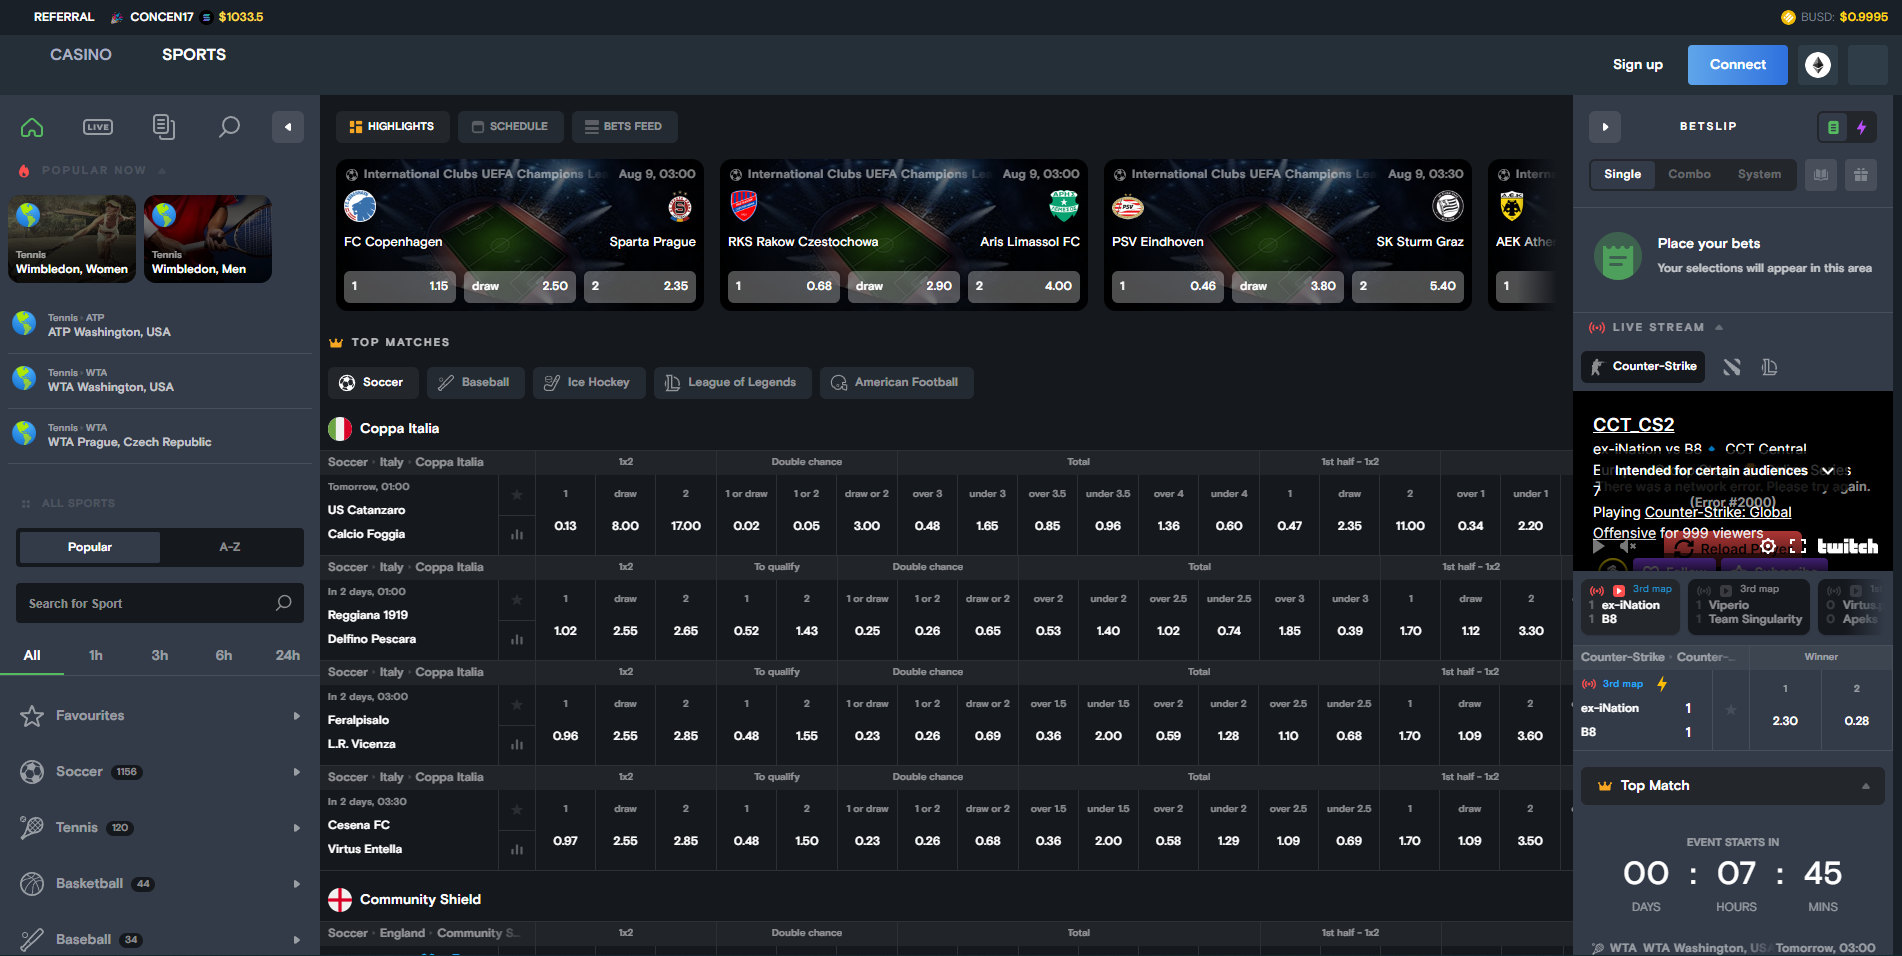 REFERRAL CONCEN17 $1033.5
BUSD: $0.9995
CASINO SPORTS
Sign up Connect
LIVE
POPULAR NOW
Tennis
Wimbledon, Women
Tennis
Wimbledon, Men
Tennis · ATP
ATP Washington, USA
Tennis · WTA
WTA Washington, USA
Tennis · WTA
WTA Prague, Czech Republic
ALL SPORTS
Popular A-Z
Search for Sport
All 1h 3h 6h 24h
Favourites
Soccer 1156
Tennis 120
Basketball 44
Baseball 34
HIGHLIGHTS SCHEDULE BETS FEED
International Clubs UEFA Champions Aug 9, 03:00
FC Copenhagen Sparta Prague
1 1.15 draw 2.50 2 2.35
International Clubs UEFA Champions Aug 9, 03:00
RKS Rakow Czestochowa Aris Limassol FC
1 0.68 draw 2.90 2 4.00
International Clubs UEFA Champions Aug 9, 03:30
PSV Eindhoven SK Sturm Graz
1 0.46 draw 3.80 2 5.40
AEK
1
TOP MATCHES
Soccer Baseball Ice Hockey League of Legends American Football
Coppa Italia
Soccer · Italy · Coppa Italia 1x2 Double chance Total 1st half - 1x2
Tomorrow, 01:00
US Catanzaro
Calcio Foggia
1 draw 2 1 or draw 1 or 2 draw or 2 over 3 under 3 over 3.5 under 3.5 over 4 under 4 1 draw 2 over 1 under 1
0.13 8.00 17.00 0.02 0.05 3.00 0.48 1.65 0.85 0.96 1.36 0.60 0.47 2.35 11.00 0.34 2.20
Soccer · Italy · Coppa Italia 1x2 To qualify Double chance Total 1st half - 1x2
In 2 days, 01:00
Reggiana 1919
Delfino Pescara
1 draw 2 1 2 1 or draw 1 or 2 draw or 2 over 2 under 2 over 2.5 under 2.5 over 3 under 3 1 draw 2
1.02 2.55 2.65 0.52 1.43 0.25 0.26 0.65 0.53 1.40 1.02 0.74 1.85 0.39 1.70 1.12 3.30
Soccer · Italy · Coppa Italia 1x2 To qualify Double chance Total 1st half - 1x2
In 2 days, 03:00
Feralpisalo
L.R. Vicenza
1 draw 2 1 2 1 or draw 1 or 2 draw or 2 over 1.5 under 1.5 over 2 under 2 over 2.5 under 2.5 1 draw 2
0.96 2.55 2.85 0.48 1.55 0.23 0.26 0.69 0.36 2.00 0.59 1.28 1.10 0.68 1.70 1.09 3.60
Soccer · Italy · Coppa Italia 1x2 To qualify Double chance Total 1st half - 1x2
In 2 days, 03:30
Cesena FC
Virtus Entella
1 draw 2 1 2 1 or draw 1 or 2 draw or 2 over 1.5 under 1.5 over 2 under 2 over 2.5 under 2.5 1 draw 2
0.97 2.55 2.85 0.48 1.50 0.23 0.26 0.68 0.36 2.00 0.58 1.29 1.09 0.69 1.70 1.09 3.50
Community Shield
Soccer · England · Community S... 1x2 Double chance Total 1st half - 1x2
BETSLIP
Single Combo System
Place your bets
Your selections will appear in this area
LIVE STREAM
Counter-Strike
CCT_CS2
ex-iNation vs B8 CCT Central
Intended for certain audiences
There was a network error. Please try again.
7
(Error #2000)
Playing Counter-Strike: Global
Offensive for 999 viewers
Reload
twitch
Follow Subscribe
3rd map
1 ex-iNation
1 B8
3rd map
1 Viperio
1 Team Singularity
0
0 Apeks
Counter-Strike · Counter-... Winner
3rd map
ex-iNation 1
B8 1
1 2
2.30 0.28
Top Match
EVENT STARTS IN
00 : 07 : 45
DAYS HOURS MINS
WTA WTA Washington, Tomorrow, 03:00